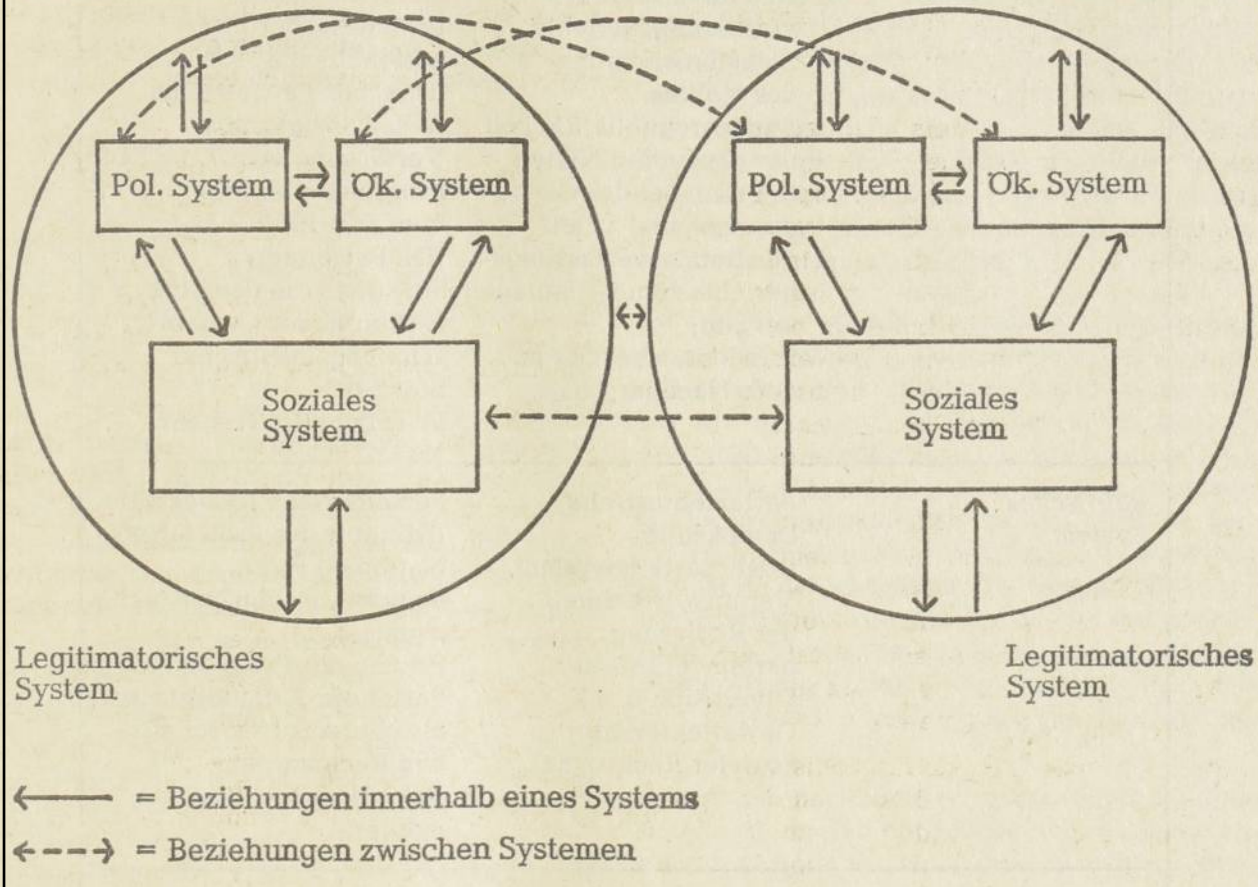 Pol. System
Ök. System
Pol. System
Ök. System
Soziales
System
Soziales
System
Legitimatorisches
System
Legitimatorisches
System
= Beziehungen innerhalb eines Systems
= Beziehungen zwischen Systemen